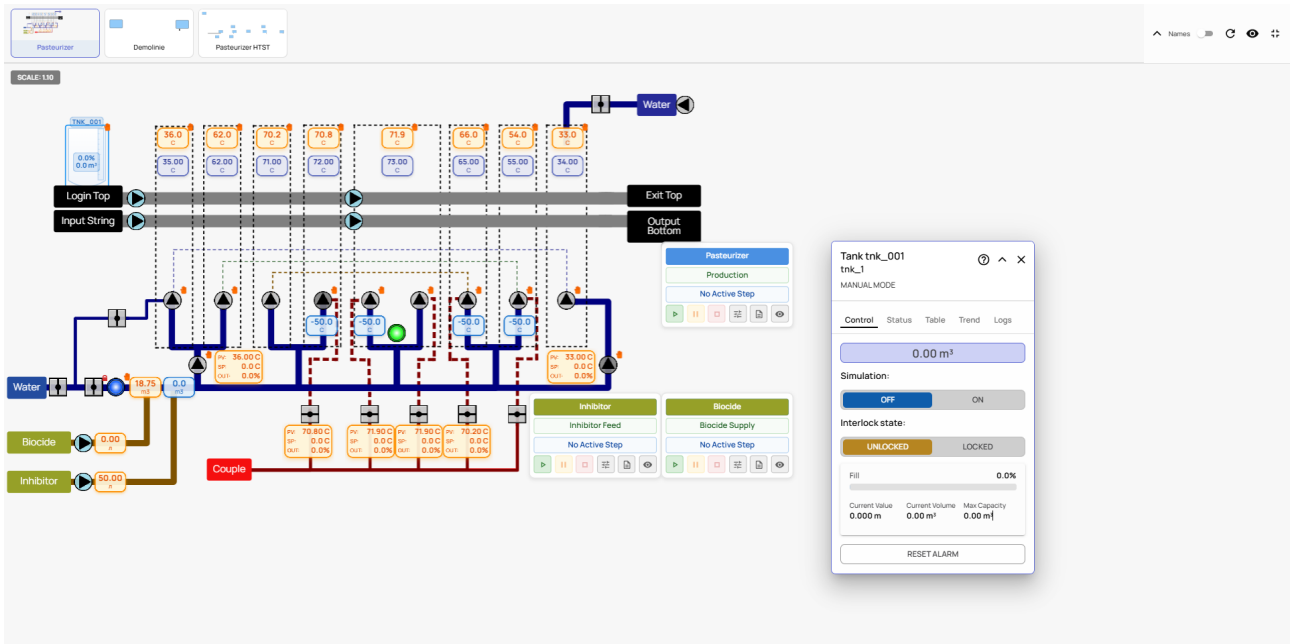 Pasteurizer
Demolinie
Pasteurizer HTST
Names
SCALE: 1.10
Water
TNK_001
0.0%
0.0 m³
36.0
C
62.0
C
70.2
C
70.8
C
71.9
C
66.0
C
54.0
C
33.0
C
35.00
C
62.00
C
71.00
C
72.00
C
73.00
C
65.00
C
55.00
C
34.00
C
Login Top
Exit Top
Input String
Output
Bottom
Pasteurizer
Production
No Active Step
-50.0
C
-50.0
C
-50.0
C
-50.0
C
PV: 36.00 C
SP: 0.0 C
OUT: 0.0%
PV: 33.00 C
SP: 0.0 C
OUT: 0.0%
Water
18.75
m3
0.0
m3
Biocide
0.00
Inhibitor
50.00
PV: 70.80 C
SP: 0.0 C
OUT: 0.0%
PV: 71.90 C
SP: 0.0 C
OUT: 0.0%
PV: 71.90 C
SP: 0.0 C
OUT: 0.0%
PV: 70.20 C
SP: 0.0 C
OUT: 0.0%
Couple
Inhibitor
Inhibitor Feed
No Active Step
Biocide
Biocide Supply
No Active Step
Tank tnk_001
tnk_1
MANUAL MODE
Control Status Table Trend Logs
0.00 m³
Simulation:
OFF ON
Interlock state:
UNLOCKED LOCKED
Fill 0.0%
Current Value Current Volume Max Capacity
0.000 m 0.00 m³ 0.00 m³
RESET ALARM